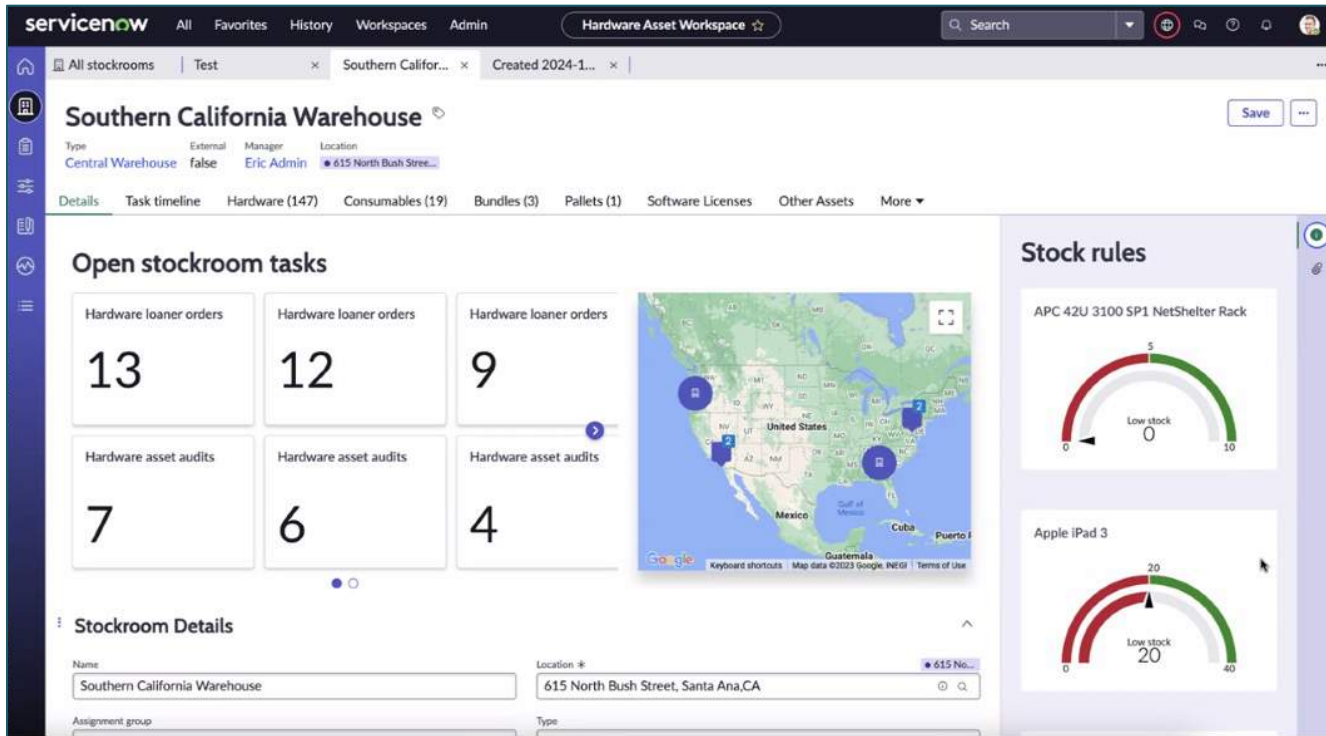 servicenow All Favorites History Workspaces Admin Hardware Asset Workspace Search
All stockrooms Test × Southern Califor... × Created 2024-1... ×
Southern California Warehouse Save
Type External Manager Location
Central Warehouse false Eric Admin 615 North Bush Stree...
Details Task timeline Hardware (147) Consumables (19) Bundles (3) Pallets (1) Software Licenses Other Assets More
Open stockroom tasks
Hardware loaner orders
13
Hardware loaner orders
12
Hardware loaner orders
9
Hardware asset audits
7
Hardware asset audits
6
Hardware asset audits
4
United States
2
2
Gulf of
Mexico
Mexico
Cuba
Guatemala
Google Keyboard shortcuts Map data ©2023 Google, INEGI Terms of Use
Stock rules
APC 42U 3100 SP1 NetShelter Rack
5
Low stock
0
0 10
Apple iPad 3
20
Low stock
20
0 40
Stockroom Details
Name
Southern California Warehouse
Location * 615 No...
615 North Bush Street, Santa Ana,CA
Assignment group
Type